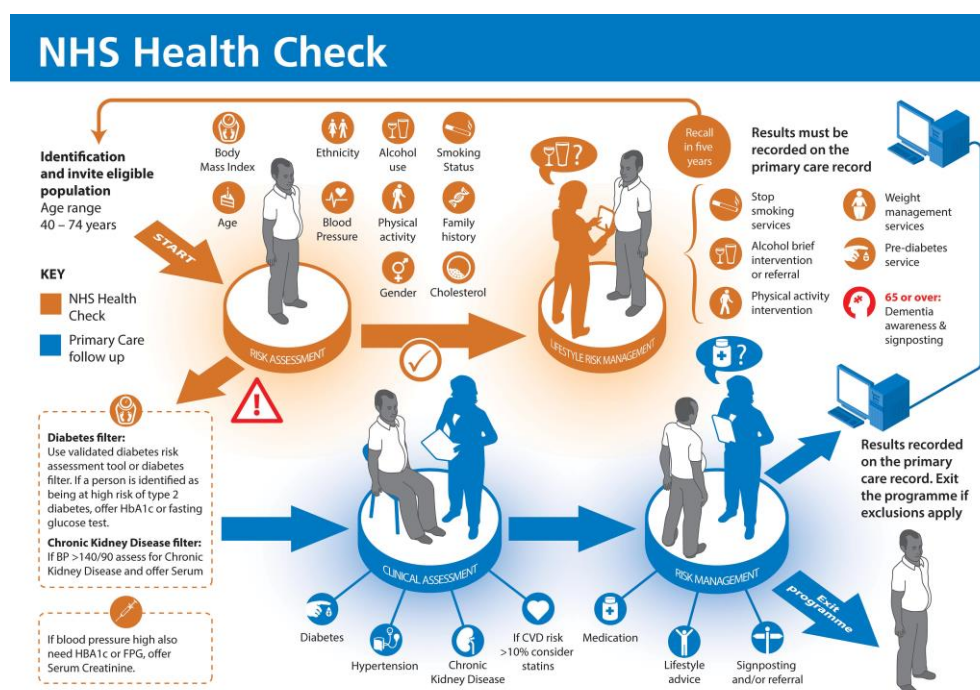 NHS Health Check
Identification
and invite eligible
population
Age range
40 – 74 years
START
KEY
NHS Health
Check
Primary Care
follow up
Body
Mass Index
Ethnicity
Alcohol
use
Smoking
Status
Age
Blood
Pressure
Physical
activity
Family
history
Gender
Cholesterol
RISK ASSESSMENT
?
LIFESTYLE RISK MANAGEMENT
Recall
in five
years
Results must be
recorded on the
primary care record
Stop
smoking
services
Alcohol brief
intervention
or referral
Physical activity
intervention
Weight
management
services
Pre-diabetes
service
65 or over:
Dementia
awareness &
signposting
!
Diabetes filter:
Use validated diabetes risk
assessment tool or diabetes
filter. If a person is identified as
being at high risk of type 2
diabetes, offer HbA1c or fasting
glucose test.
Chronic Kidney Disease filter:
If BP >140/90 assess for Chronic
Kidney Disease and offer Serum
If blood pressure high also
need HBA1c or FPG, offer
Serum Creatinine.
CLINICAL ASSESSMENT
Diabetes
Hypertension
Chronic
Kidney Disease
If CVD risk
>10% consider
statins
?
RISK MANAGEMENT
Medication
Lifestyle
advice
Signposting
and/or referral
Results recorded
on the primary
care record. Exit
the programme if
exclusions apply
Exit
programme